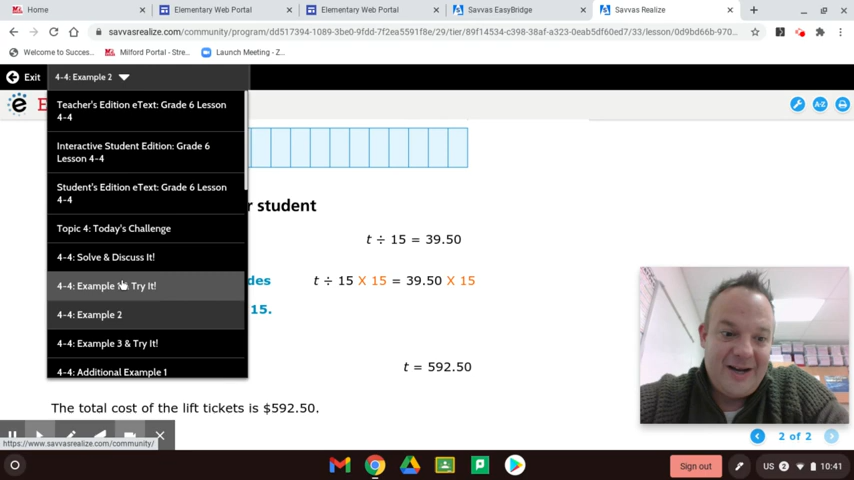 Home
Elementary Web Portal
Elementary Web Portal
Savvas EasyBridge
Savvas Realize
savvasrealize.com/community/program/dd517394-1089-3be0-9fdd-7f2ea5591f8e/29/tier/89f14534-c398-38af-a323-0eab5df60ed7/33/lesson/0d9bd66b-970...
Welcome to Succes...
Milford Portal - Stre...
Launch Meeting - Z...
Exit
4-4: Example 2
Teacher's Edition eText: Grade 6 Lesson
4-4
A-Z
Interactive Student Edition: Grade 6
Lesson 4-4
Student's Edition eText: Grade 6 Lesson
4-4
r student
Topic 4: Today's Challenge
t ÷ 15 = 39.50
4-4: Solve & Discuss It!
4-4: Example Try It!
des
t ÷ 15 X 15 = 39.50 X 15
4-4: Example 2
15.
4-4: Example 3 & Try It!
4-4: Additional Example 1
t = 592.50
The total cost of the lift tickets is $592.50.
2 of 2
https://www.savvasrealize.com/community/
Sign out
US
2
10:41